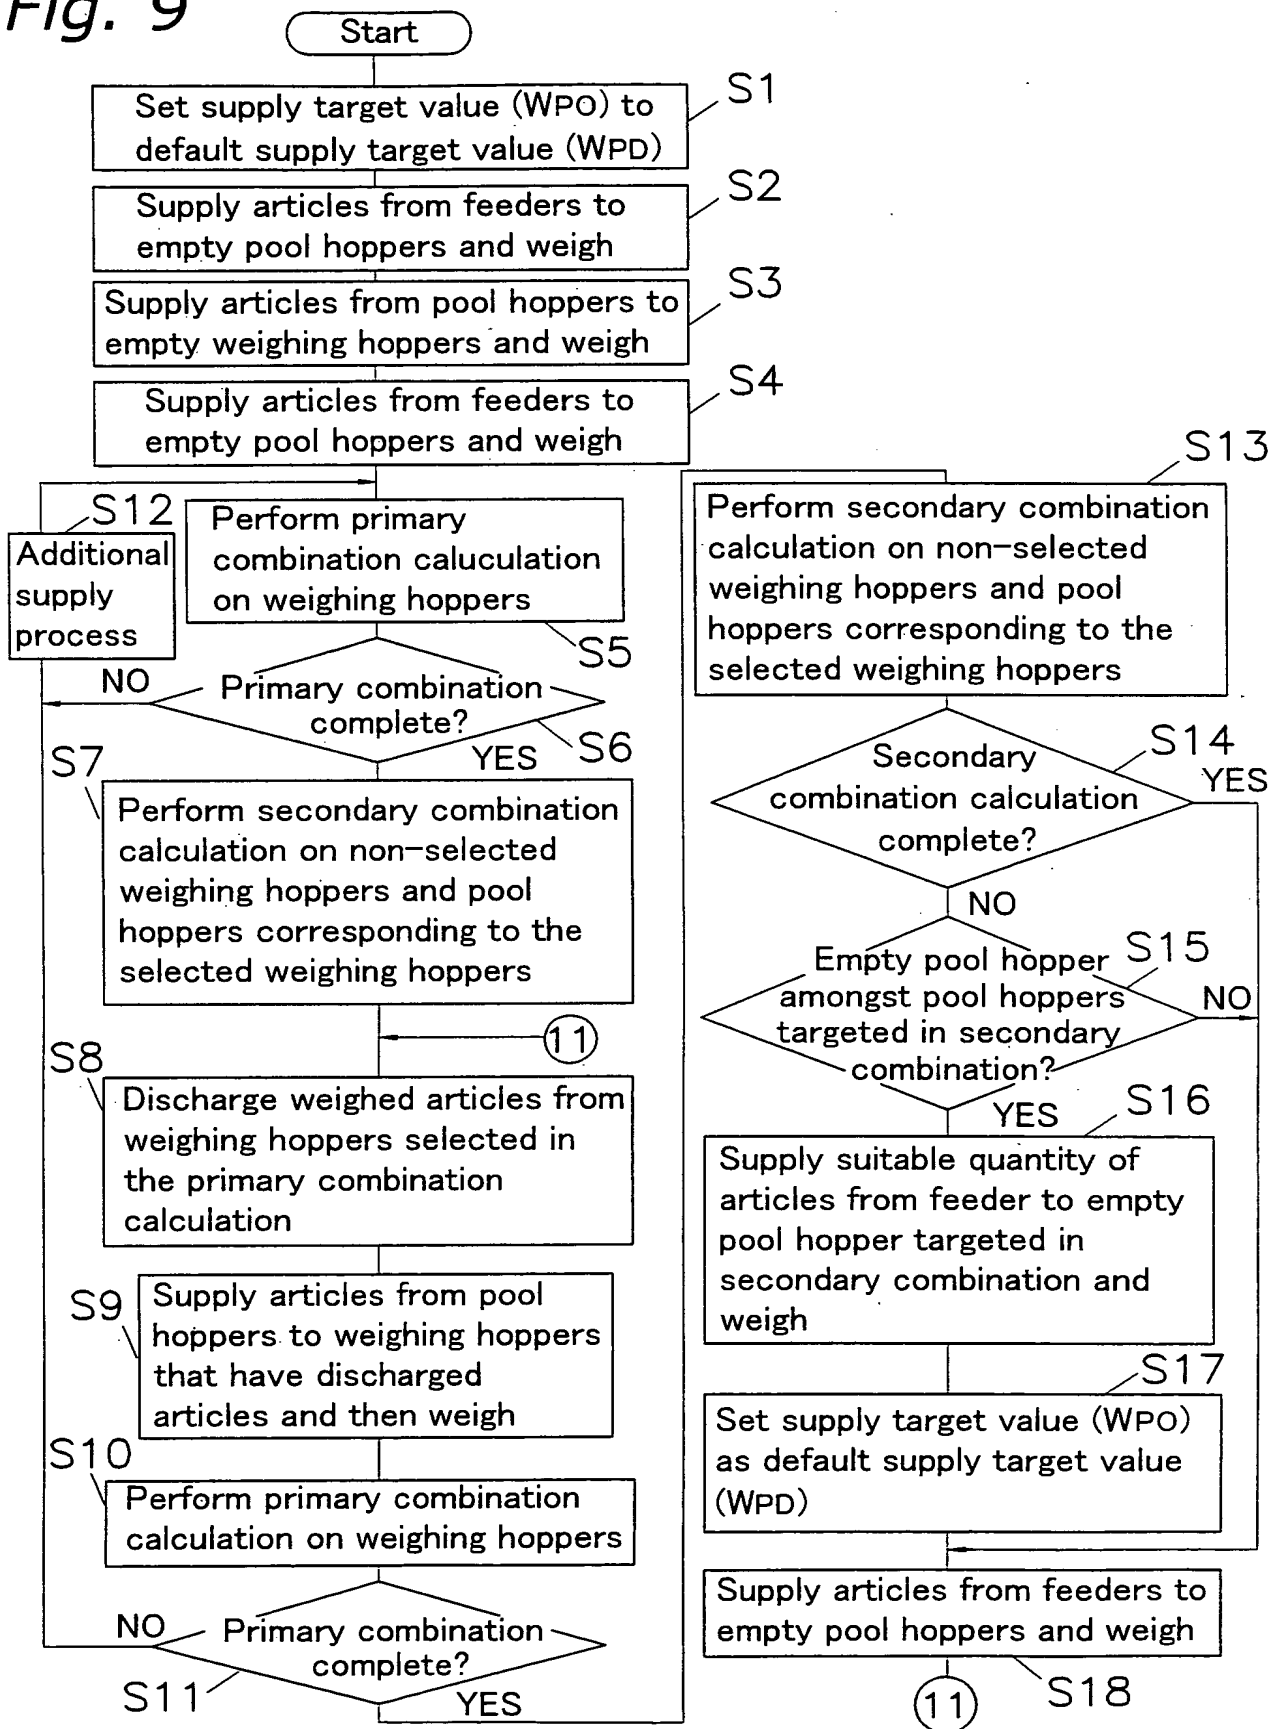 Fig. 9
Start
Set supply target value (WPO) to
default supply target value (WPD)
S1
Supply articles from feeders to
empty pool hoppers and weigh
S2
Supply articles from pool hoppers to
empty weighing hoppers and weigh
S3
Supply articles from feeders to
empty pool hoppers and weigh
S4
S12
Additional
supply
process
Perform primary
combination caluculation
on weighing hoppers
S5
NO
Primary combination
complete?
S6
YES
S7
Perform secondary combination
calculation on non-selected
weighing hoppers and pool
hoppers corresponding to the
selected weighing hoppers
11
S8
Discharge weighed articles from
weighing hoppers selected in
the primary combination
calculation
S9
Supply articles from pool
hoppers to weighing hoppers
that have discharged
articles and then weigh
S10
Perform primary combination
calculation on weighing hoppers
NO
Primary combination
complete?
S11
YES
S13
Perform secondary combination
calculation on non-selected
weighing hoppers and pool
hoppers corresponding to the
selected weighing hoppers
S14
Secondary
combination calculation
complete?
YES
NO
Empty pool hopper
amongst pool hoppers
targeted in secondary
combination?
S15
NO
YES
S16
Supply suitable quantity of
articles from feeder to empty
pool hopper targeted in
secondary combination and
weigh
S17
Set supply target value (WPO)
as default supply target value
(WPD)
Supply articles from feeders to
empty pool hoppers and weigh
S18
11